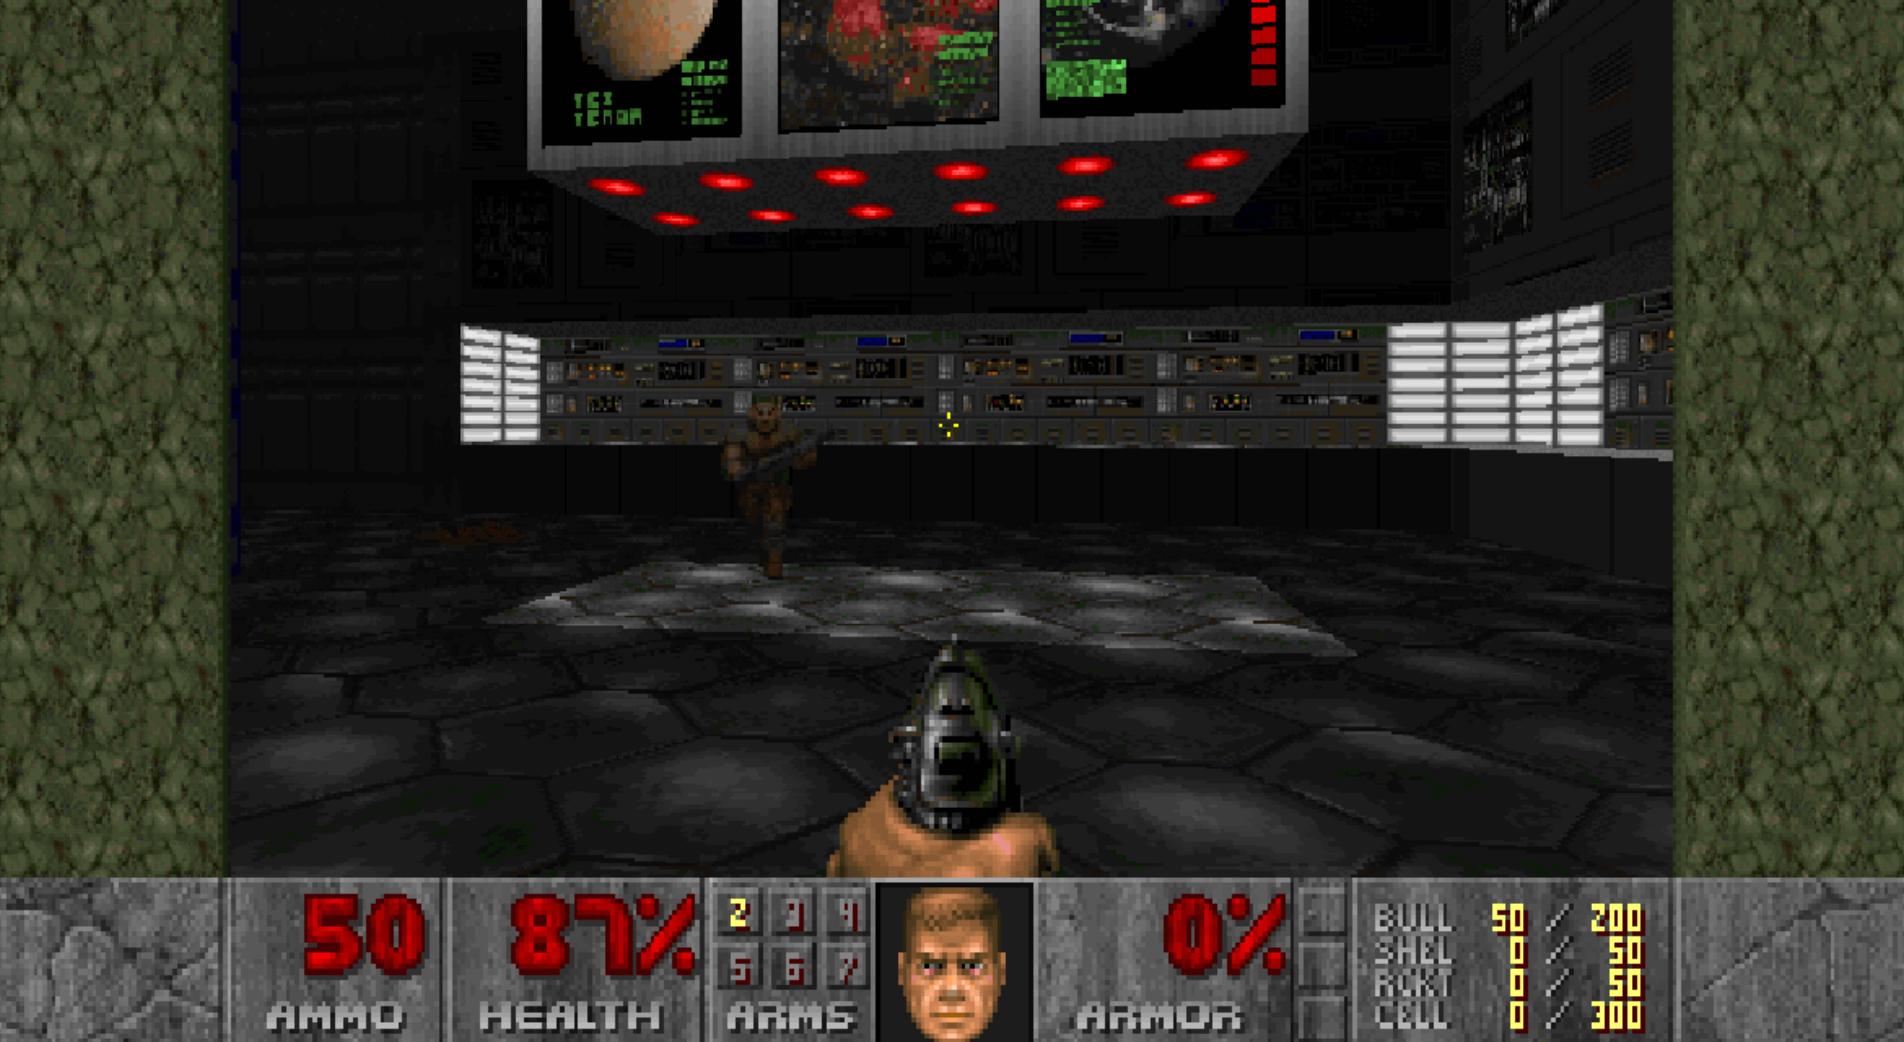 50
AMMO
87%
HEALTH
2 3 4
5 6 7
ARMS
0%
ARMOR
BULL 50 / 200
SHEL 0 / 50
RCKT 0 / 50
CELL 0 / 300